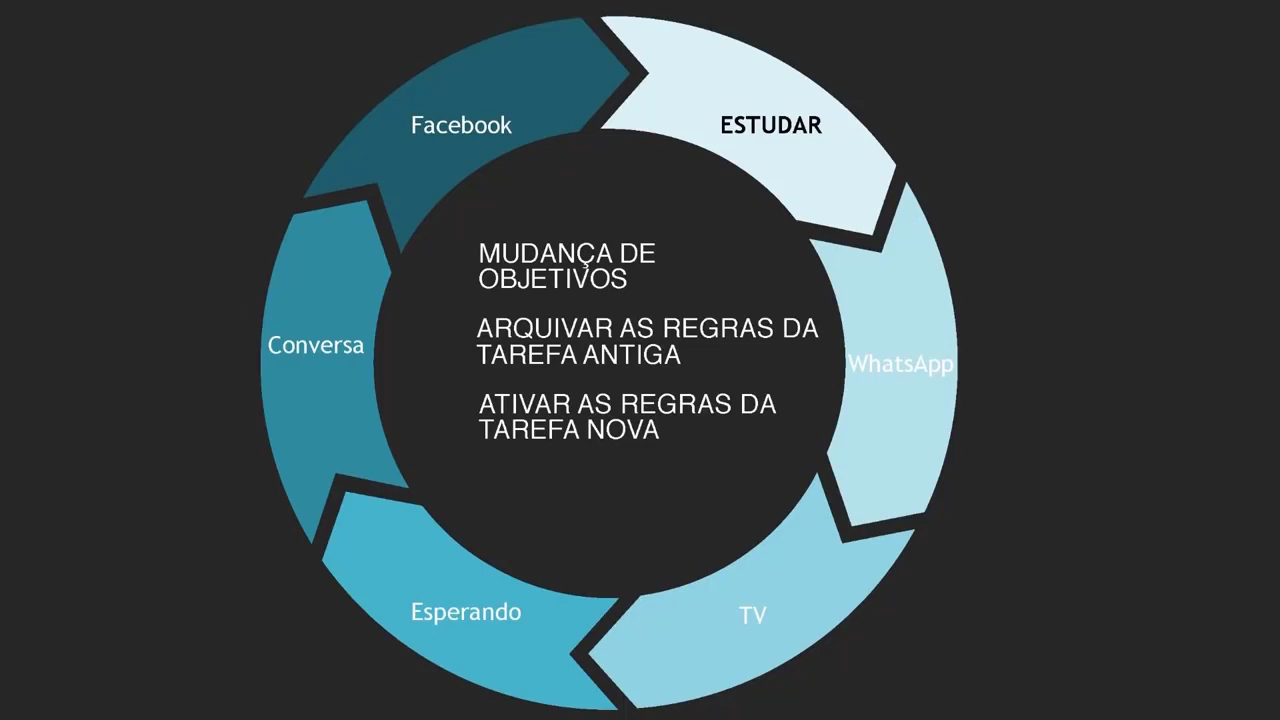 Facebook
ESTUDAR
MUDANÇA DE
OBJETIVOS
ARQUIVAR AS REGRAS DA
TAREFA ANTIGA
ATIVAR AS REGRAS DA
TAREFA NOVA
Conversa
WhatsApp
Esperando
TV